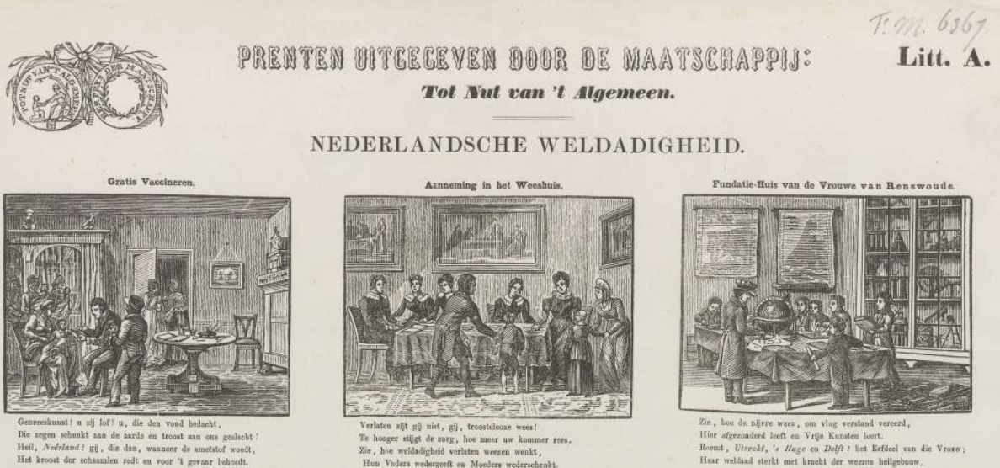 T. M. 6367
PRENTEN UITGEGEVEN DOOR DE MAATSCHAPPIJ:
Litt. A.
Tot Nut van 't Algemeen.
TOT NUT VAN 'T ALGEMEEN
EERPRYS DER MAATSCHAPPY
NEDERLANDSCHE WELDADIGHEID.
Gratis Vaccineren.
Geneeskunst! u zij lof! u, die den vond bedacht,
Die zegen schenkt aan de aarde en troost aan ons geslacht!
Heil, Neêrland! gij, die dan, wanneer de smetstof woedt,
Het kroost der schaamlen redt en voor 't gevaar behoedt.
Aanneming in het Weeshuis.
Verlaten zijt gij niet, gij, troostelooze wees!
Te hooger stijgt de zorg, hoe meer uw kommer rees.
Zie, hoe weldadigheid verlaten weezen wenkt,
Hun Vaders wedergeeft en Moeders wederschenkt.
Fundatie-Huis van de Vrouwe van Renswoude.
Zie, hoe de nijvre wees, om vlug verstand vereerd,
Hier afgezonderd leeft en Vrije Kunsten leert.
Roemt, Utrecht, 's Hage en Delft! het Erfdeel van die Vrouw;
Haar weldaad sterkt met kracht der weezen heilgebouw.